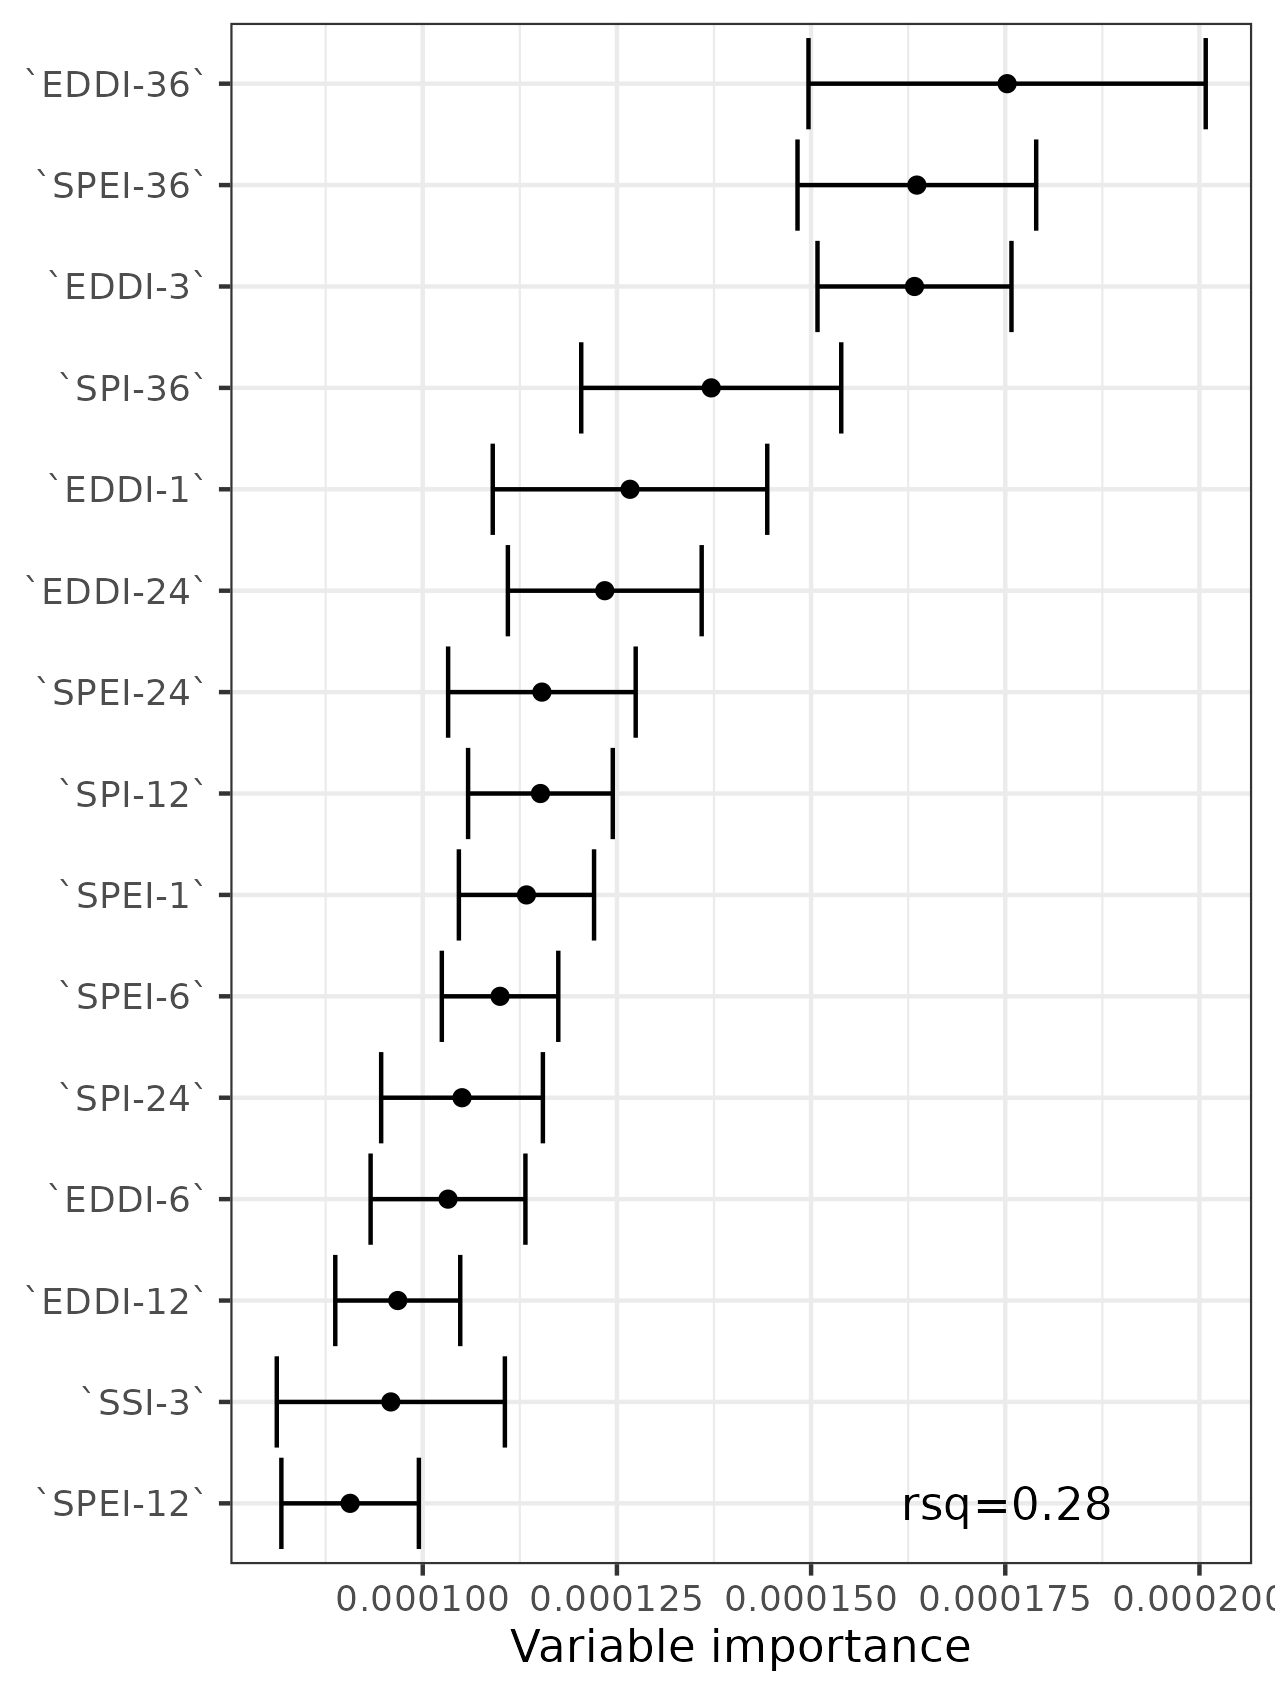 `EDDI-36`
`SPEI-36`
`EDDI-3`
`SPI-36`
`EDDI-1`
`EDDI-24`
`SPEI-24`
`SPI-12`
`SPEI-1`
`SPEI-6`
`SPI-24`
`EDDI-6`
`EDDI-12`
`SSI-3`
`SPEI-12`
rsq=0.28
0.000100 0.000125 0.000150 0.000175 0.000200
Variable importance